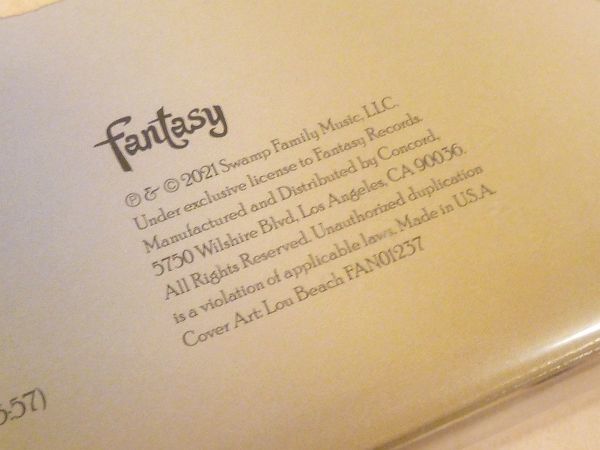 fantasy
℗ & © 2021 Swamp Family Music, LLC.
Under exclusive license to Fantasy Records.
Manufactured and Distributed by Concord,
5750 Wilshire Blvd, Los Angeles, CA 90036.
All Rights Reserved. Unauthorized duplication
is a violation of applicable laws. Made in U.S.A.
Cover Art: Lou Beach FAN01237
:57)